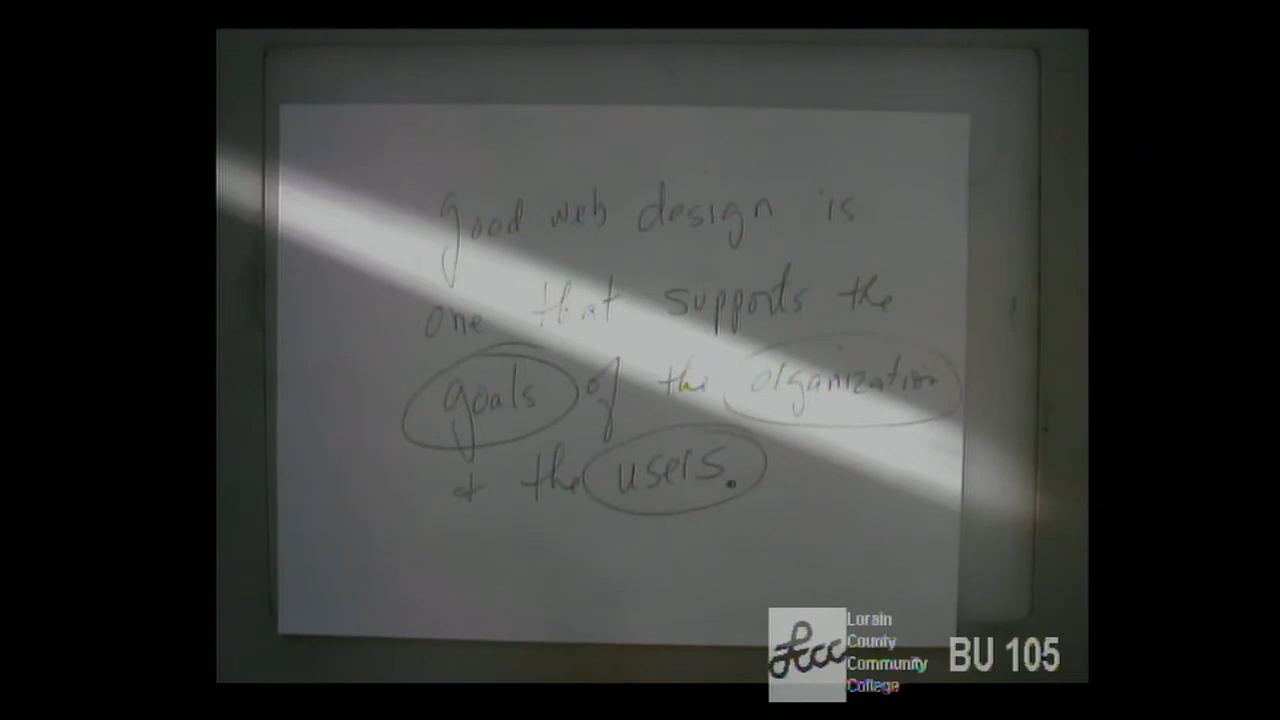 good web design is
one that supports the
goals of the organization
+ the users.
lccc
Lorain
County
Community
College
BU 105